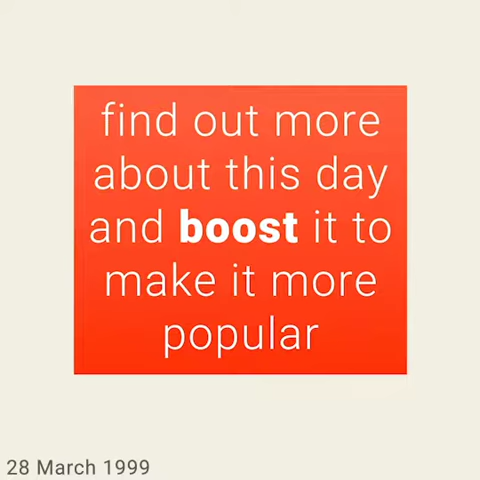 find out more
about this day
and boost it to
make it more
popular
28 March 1999